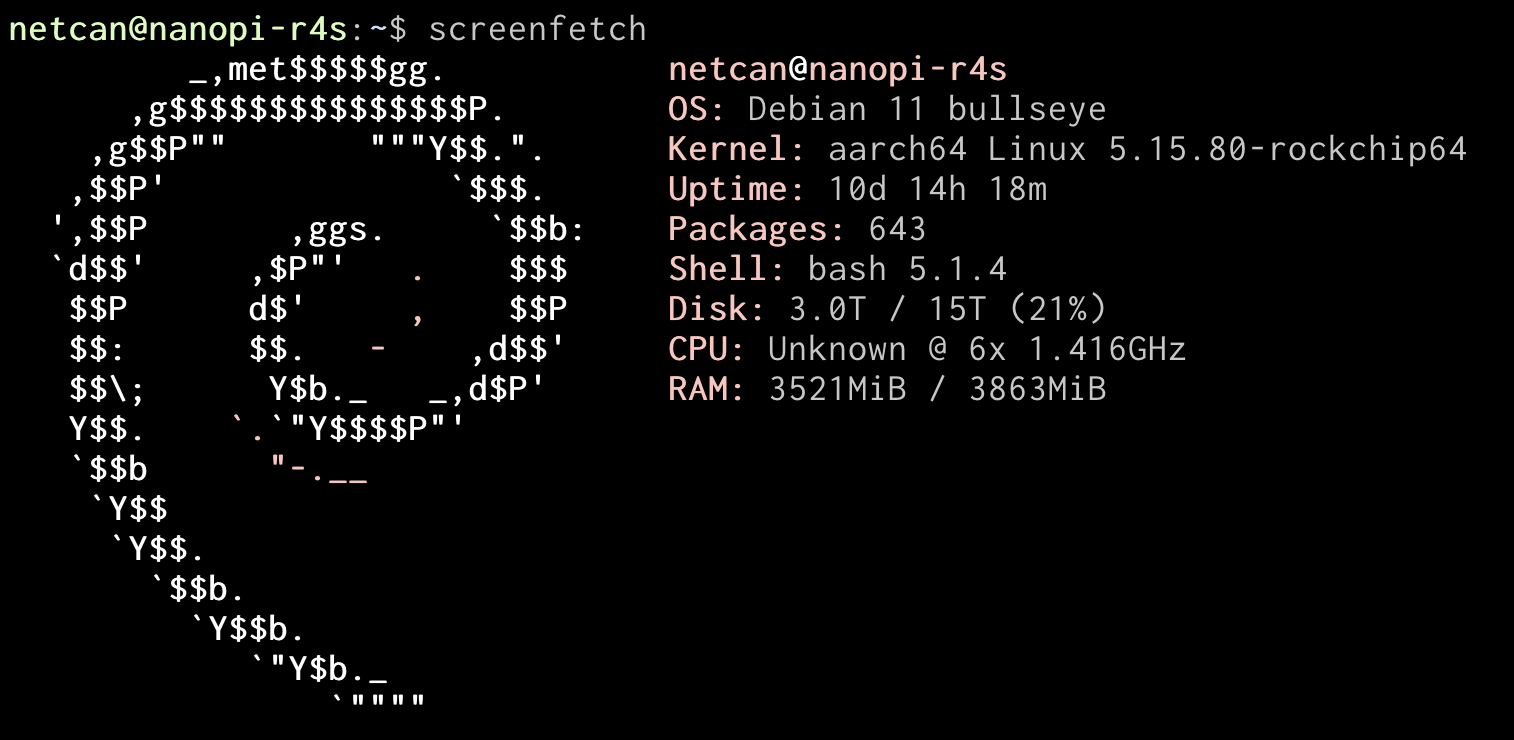 netcan@nanopi-r4s:~$ screenfetch
         _,met$$$$$gg.           netcan@nanopi-r4s
      ,g$$$$$$$$$$$$$$$P.        OS: Debian 11 bullseye
    ,g$$P""       """Y$$.".      Kernel: aarch64 Linux 5.15.80-rockchip64
   ,$$P'              `$$$.      Uptime: 10d 14h 18m
  ',$$P       ,ggs.     `$$b:    Packages: 643
  `d$$'     ,$P"'   .    $$$     Shell: bash 5.1.4
   $$P      d$'     ,    $$P     Disk: 3.0T / 15T (21%)
   $$:      $$.   -    ,d$$'     CPU: Unknown @ 6x 1.416GHz
   $$\;      Y$b._   _,d$P'      RAM: 3521MiB / 3863MiB
   Y$$.    `.`"Y$$$$P"'
   `$$b      "-.__
    `Y$$
     `Y$$.
       `$$b.
         `Y$$b.
            `"Y$b._
                `""""